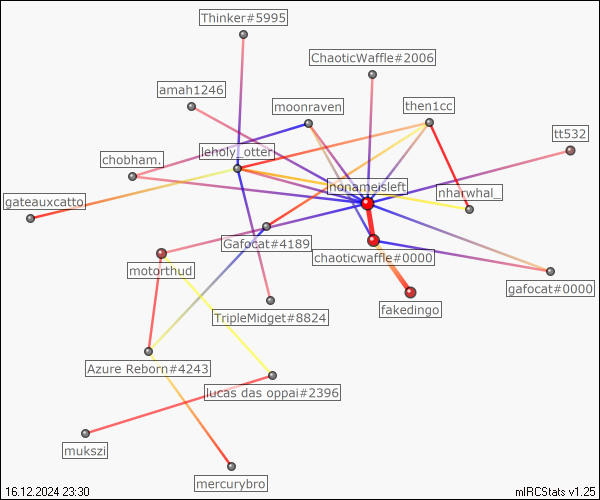 Thinker#5995
ChaoticWaffle#2006
amah1246
moonraven
then1cc
tt532
leholy_otter
chobham.
nonameisleft
nharwhal_
gateauxcatto
Gafocat#4189
chaoticwaffle#0000
motorthud
gafocat#0000
fakedingo
TripleMidget#8824
Azure Reborn#4243
lucas das oppai#2396
mukszi
mercurybro
16.12.2024 23:30
mIRCStats v1.25